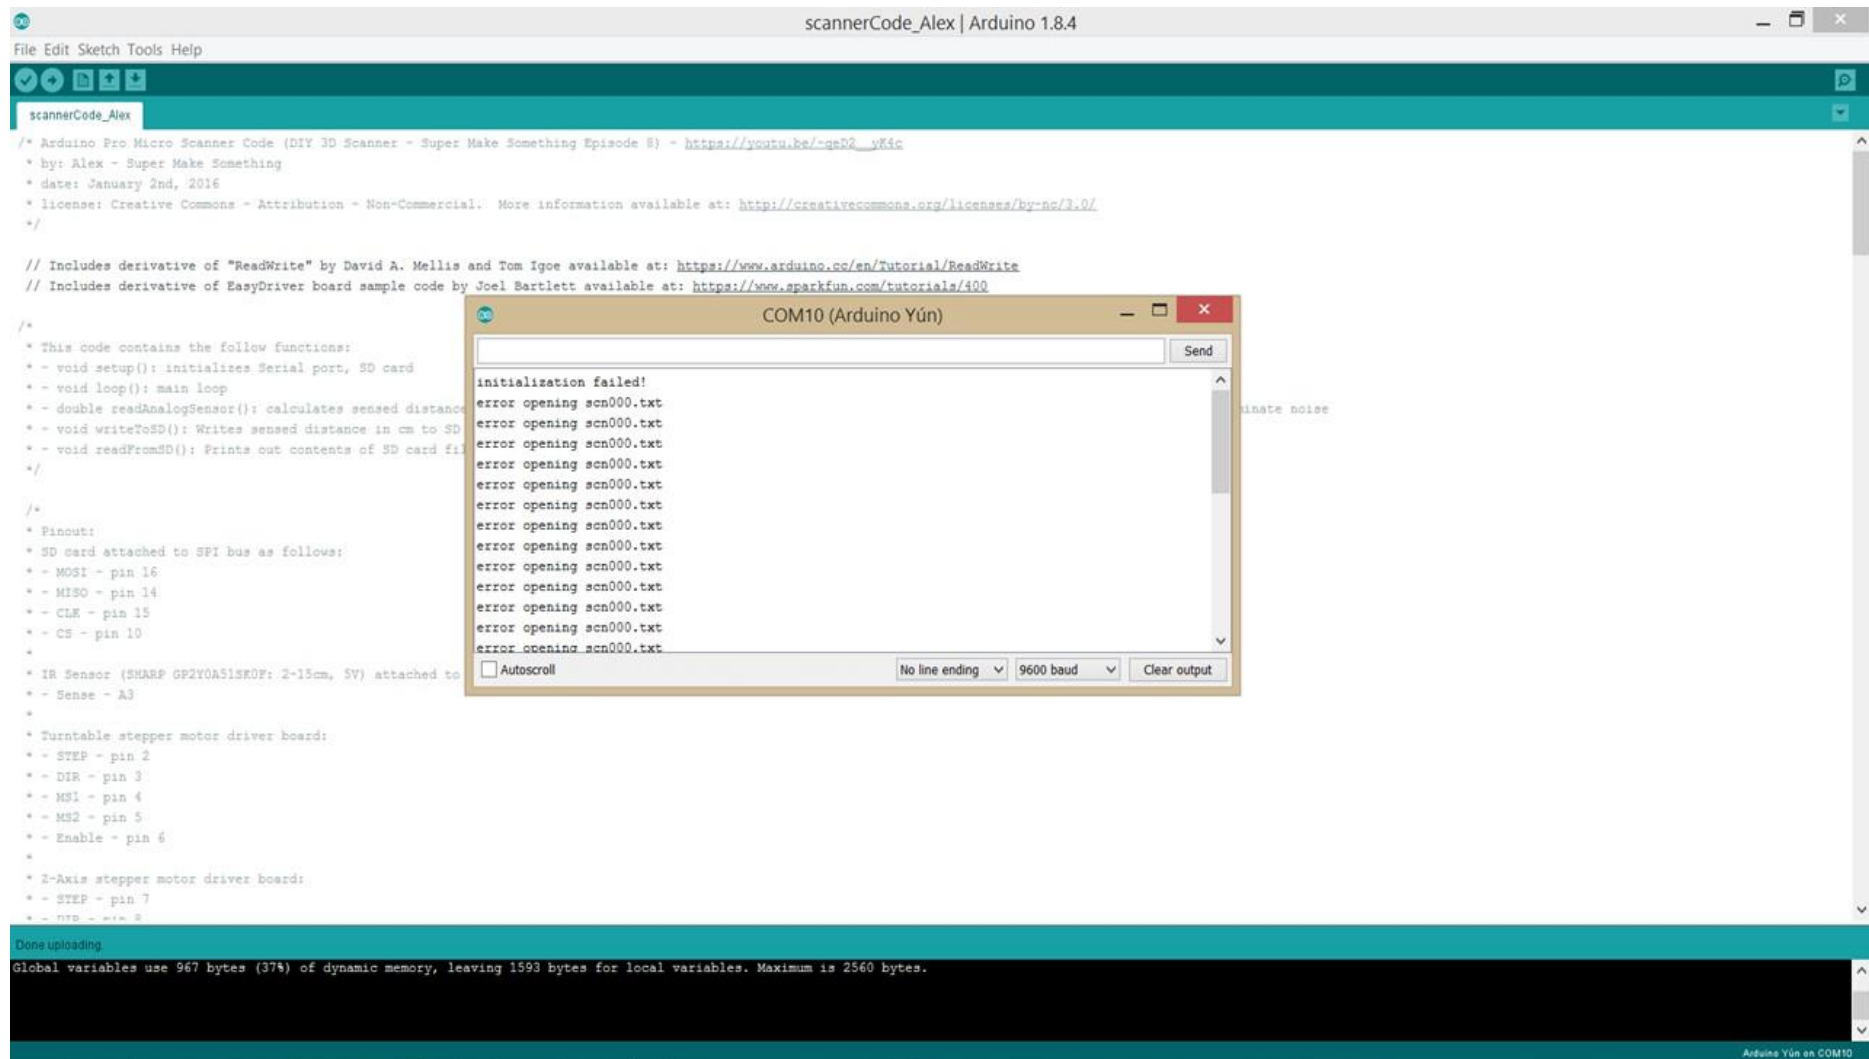 scannerCode_Alex | Arduino 1.8.4
File Edit Sketch Tools Help
scannerCode_Alex
/* Arduino Pro Micro Scanner Code (DIY 3D Scanner - Super Make Something Episode 8) - https://youtu.be/-qeD2__yK4c
* by: Alex - Super Make Something
* date: January 2nd, 2016
* license: Creative Commons - Attribution - Non-Commercial.  More information available at: http://creativecommons.org/licenses/by-nc/3.0/
*/
// Includes derivative of "ReadWrite" by David A. Mellis and Tom Igoe available at: https://www.arduino.cc/en/Tutorial/ReadWrite
// Includes derivative of EasyDriver board sample code by Joel Bartlett available at: https://www.sparkfun.com/tutorials/400
/*
* This code contains the follow functions:
* - void setup(): initializes Serial port, SD card
* - void loop(): main loop
* - double readAnalogSensor(): calculates sensed distance
inate noise
* - void writeToSD(): Writes sensed distance in cm to SD
* - void readFromSD(): Prints out contents of SD card fil
*/
/*
* Pinout:
* SD card attached to SPI bus as follows:
* - MOSI - pin 16
* - MISO - pin 14
* - CLK - pin 15
* - CS - pin 10
*
* IR Sensor (SHARP GP2Y0A51SK0F: 2-15cm, 5V) attached to
* - Sense - A3
*
* Turntable stepper motor driver board:
* - STEP - pin 2
* - DIR - pin 3
* - MS1 - pin 4
* - MS2 - pin 5
* - Enable - pin 6
*
* Z-Axis stepper motor driver board:
* - STEP - pin 7
* - DIR - pin 8
COM10 (Arduino Yún)
Send
initialization failed!
error opening scn000.txt
error opening scn000.txt
error opening scn000.txt
error opening scn000.txt
error opening scn000.txt
error opening scn000.txt
error opening scn000.txt
error opening scn000.txt
error opening scn000.txt
error opening scn000.txt
error opening scn000.txt
error opening scn000.txt
error opening scn000.txt
Autoscroll
No line ending
9600 baud
Clear output
Done uploading.
Global variables use 967 bytes (37%) of dynamic memory, leaving 1593 bytes for local variables. Maximum is 2560 bytes.
Arduino Yún on COM10